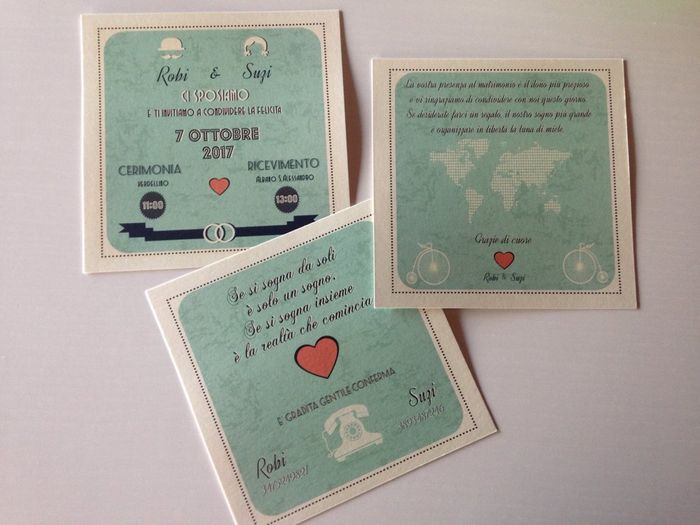 Robi & Suzi
CI SPOSIAMO
E TI INVITIAMO A CONDIVIDERE LA FELICITÀ
7 OTTOBRE
2017
CERIMONIA
VERDELLINO
11:00
RICEVIMENTO
ALBANO S.ALESSANDRO
13:00
La vostra presenza al matrimonio è il dono più prezioso
e vi ringraziamo di condividere con noi questo giorno.
Se desiderate farci un regalo, il nostro sogno più grande
è organizzare in libertà la luna di miele.
Grazie di cuore
Robi & Suzi
Se si sogna da soli
è solo un sogno.
Se si sogna insieme
è la realtà che comincia
E' GRADITA GENTILE CONFERMA
Robi
Suzi